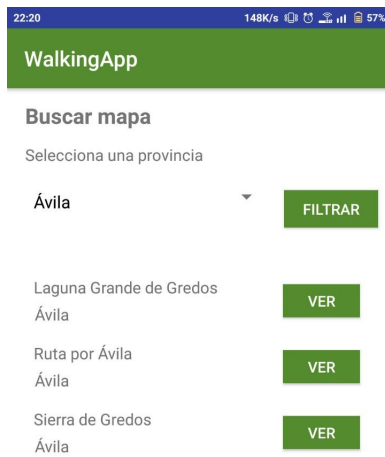 22:20 148K/s 57%
WalkingApp
Buscar mapa
Selecciona una provincia
Ávila FILTRAR
Laguna Grande de Gredos
Ávila VER
Ruta por Ávila
Ávila VER
Sierra de Gredos
Ávila VER